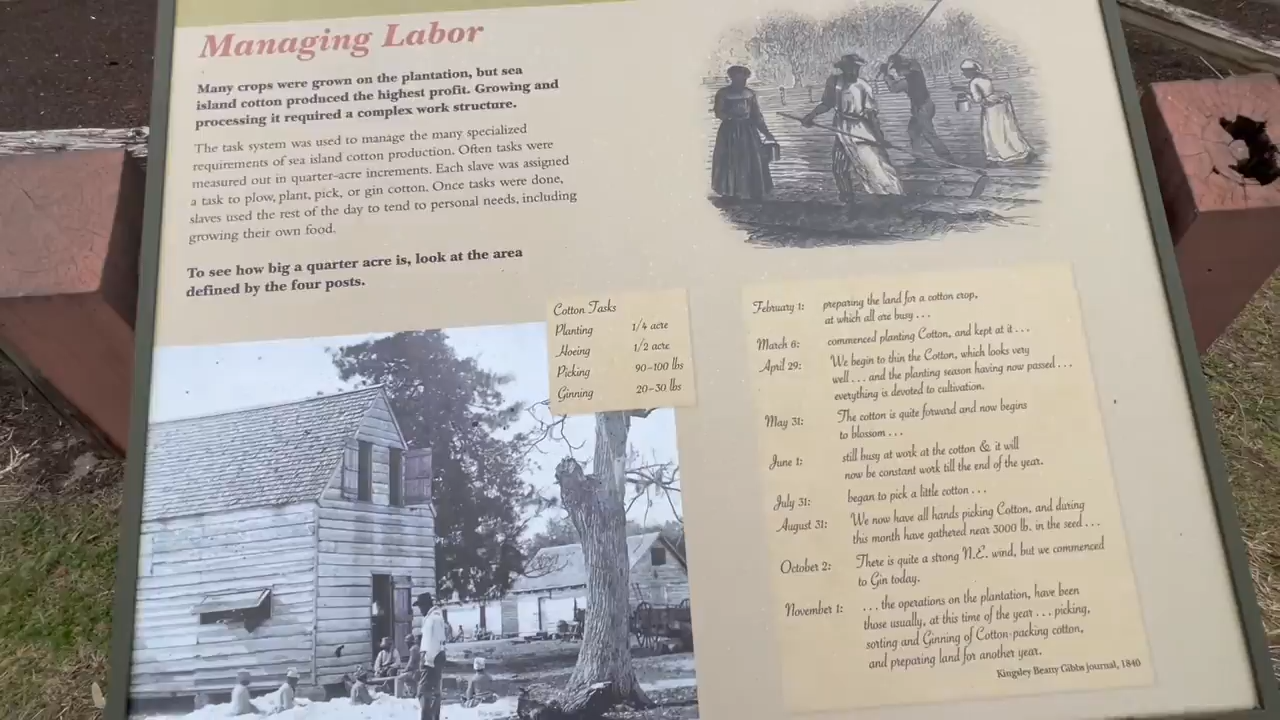 Managing Labor
Many crops were grown on the plantation, but sea
island cotton produced the highest profit. Growing and
processing it required a complex work structure.
The task system was used to manage the many specialized
requirements of sea island cotton production. Often tasks were
measured out in quarter-acre increments. Each slave was assigned
a task to plow, plant, pick, or gin cotton. Once tasks were done,
slaves used the rest of the day to tend to personal needs, including
growing their own food.
To see how big a quarter acre is, look at the area
defined by the four posts.
Cotton Tasks
Planting 1/4 acre
Hoeing 1/2 acre
Picking 90-100 lbs
Ginning 20-30 lbs
February 1: preparing the land for a cotton crop,
at which all are busy . . .
March 6: commenced planting Cotton, and kept at it . . .
April 29: We begin to thin the Cotton, which looks very
well . . . and the planting season having now passed . . .
everything is devoted to cultivation.
May 31: The cotton is quite forward and now begins
to blossom . . .
June 1: still busy at work at the cotton & it will
now be constant work till the end of the year.
July 31: began to pick a little cotton . . .
August 31: We now have all hands picking Cotton, and during
this month have gathered near 3000 lb. in the seed . . .
October 2: There is quite a strong N.E. wind, but we commenced
to Gin today.
November 1: . . . the operations on the plantation, have been
those usually, at this time of the year . . . picking,
sorting and Ginning of Cotton-packing cotton,
and preparing land for another year.
Kingsley Beatty Gibbs journal, 1840